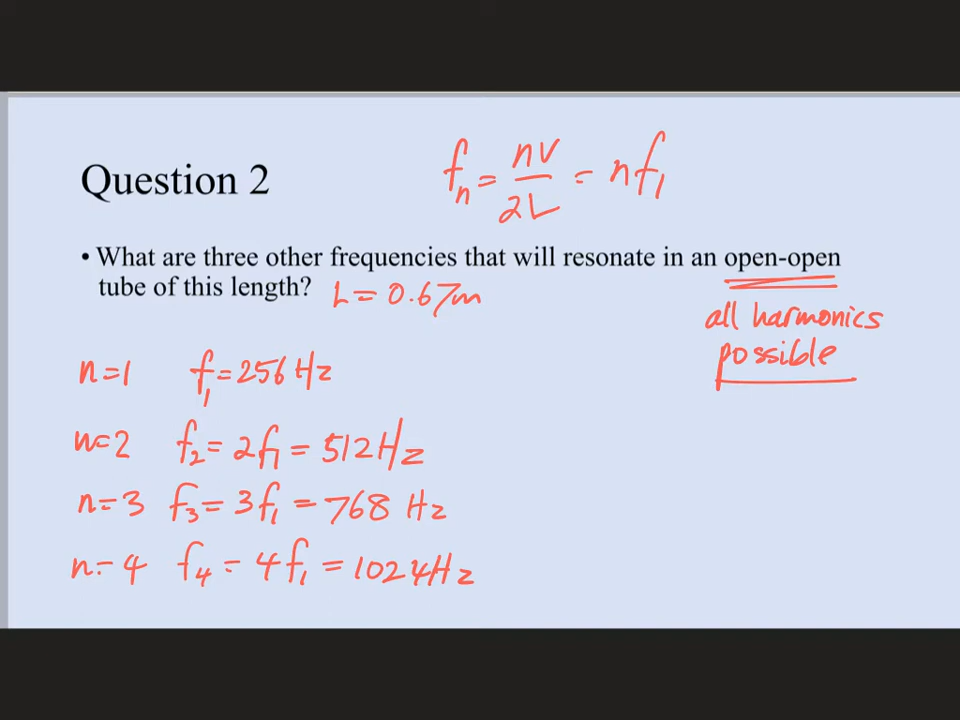 Question 2
fₙ = nV/2L = nf₁
• What are three other frequencies that will resonate in an open-open
tube of this length? L = 0.67m
all harmonics
possible
n=1 f₁ = 256 Hz
n=2 f₂ = 2f₁ = 512 Hz
n=3 f₃ = 3f₁ = 768 Hz
n=4 f₄ = 4f₁ = 1024 Hz